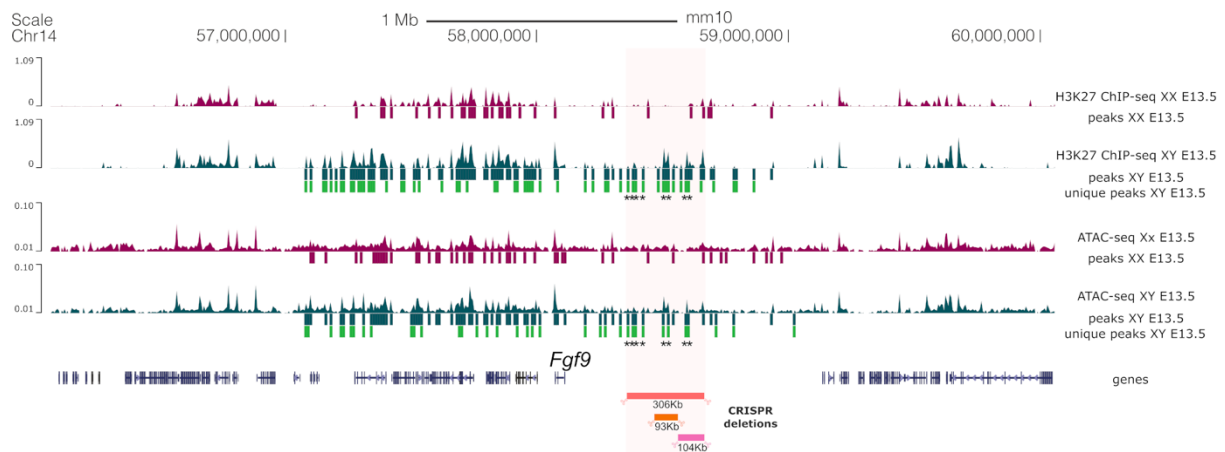 Scale 1 Mb mm10
Chr14 57,000,000 58,000,000 59,000,000 60,000,000
1.09
0
H3K27 ChIP-seq XX E13.5
peaks XX E13.5
1.09
0
H3K27 ChIP-seq XY E13.5
peaks XY E13.5
unique peaks XY E13.5
**** ** **
0.10
0.01
ATAC-seq Xx E13.5
peaks XX E13.5
0.10
0.01
ATAC-seq XY E13.5
peaks XY E13.5
unique peaks XY E13.5
**** ** **
Fgf9
genes
306Kb
93Kb
104Kb
CRISPR
deletions